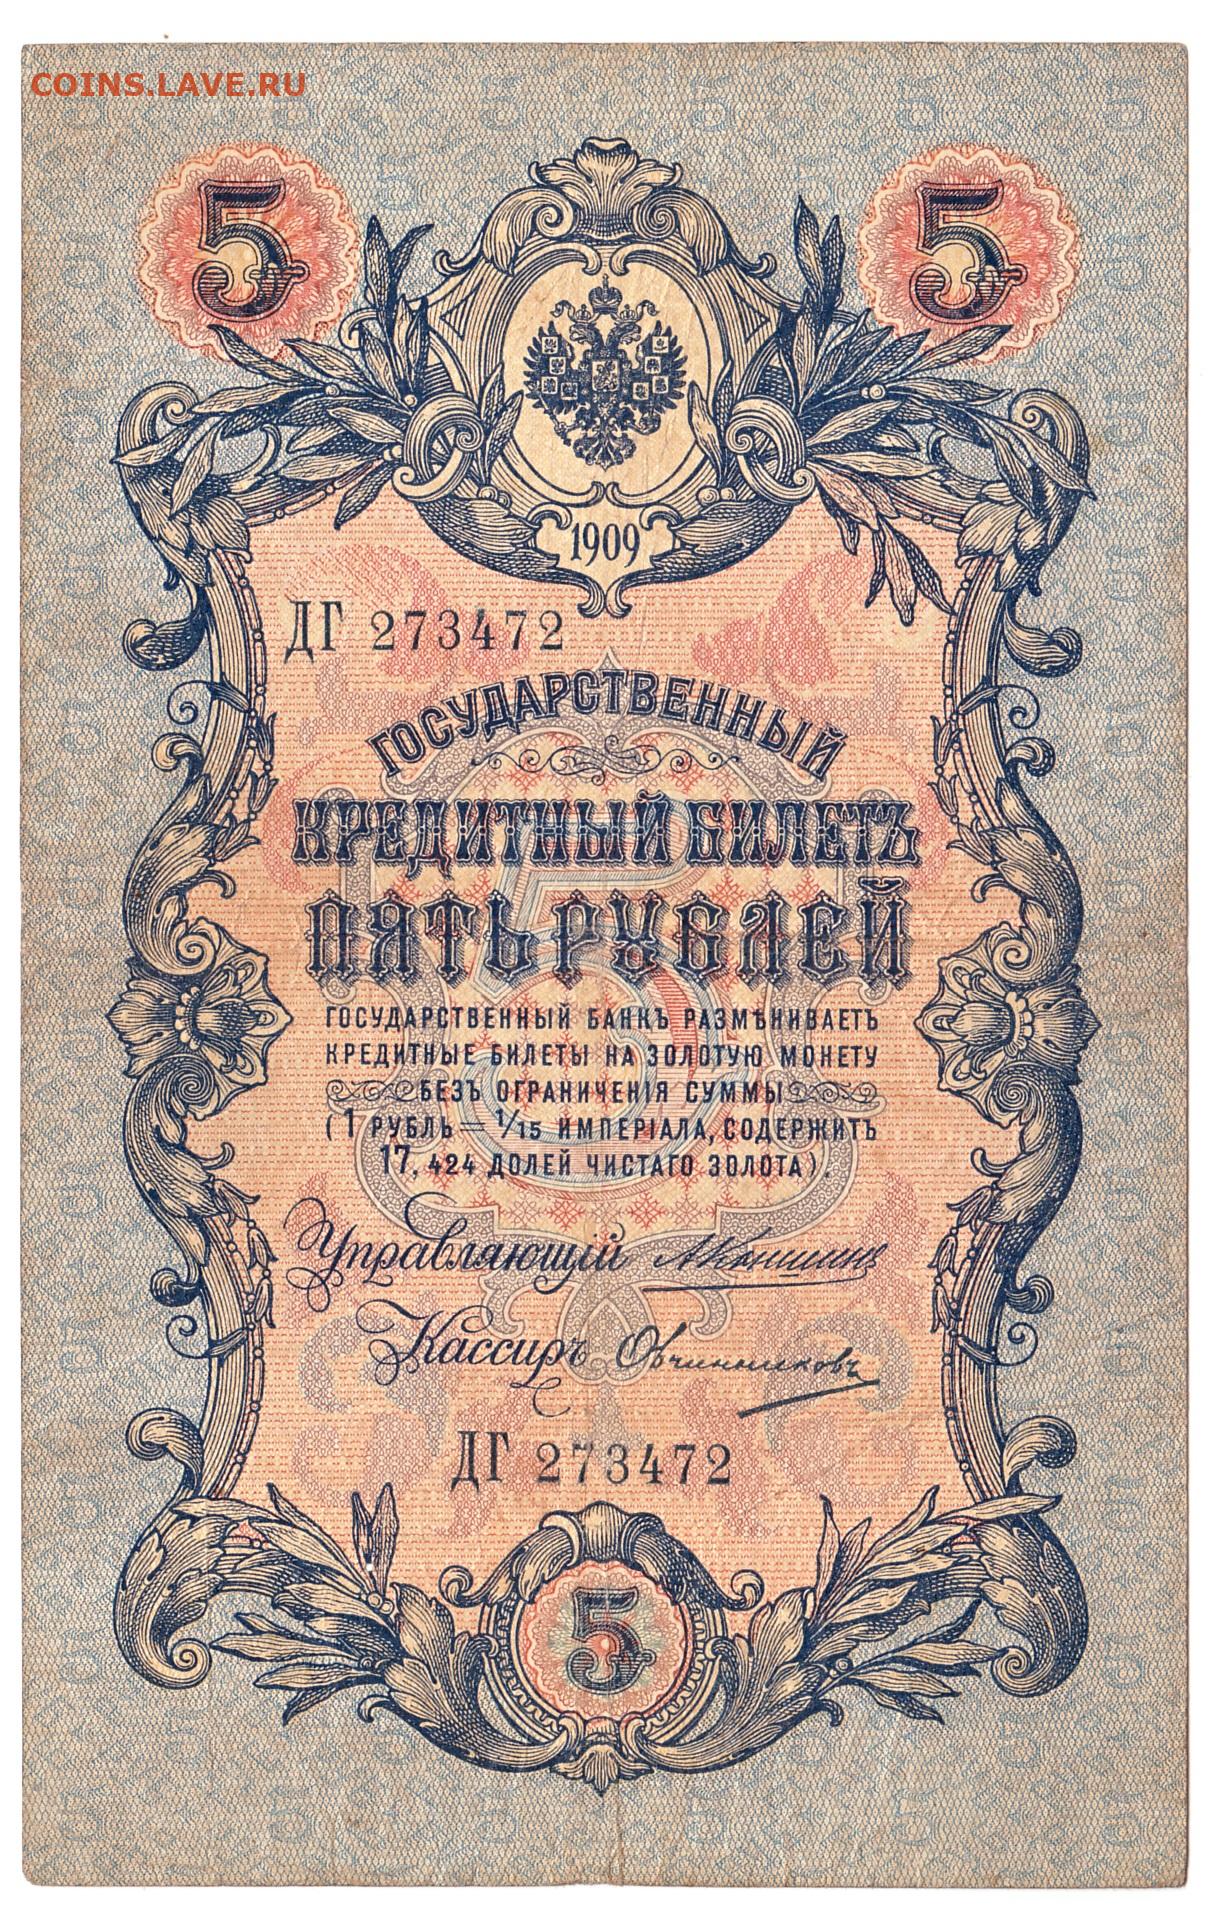 COINS.LAVE.RU
5 5
1909
ДГ 273472
ГОСУДАРСТВЕННЫЙ
КРЕДИТНЫЙ БИЛЕТЪ
ПЯТЬ РУБЛЕЙ
5
ГОСУДАРСТВЕННЫЙ БАНКЪ РАЗМѢНИВАЕТЪ
КРЕДИТНЫЕ БИЛЕТЫ НА ЗОЛОТУЮ МОНЕТУ
БЕЗЪ ОГРАНИЧЕНІЯ СУММЫ
(1 РУБЛЬ = 1/15 ИМПЕРІАЛА, СОДЕРЖИТЪ
17,424 ДОЛЕЙ ЧИСТАГО ЗОЛОТА).
Управляющій АКоншинъ
Кассиръ Овчинниковъ
ДГ 273472
5